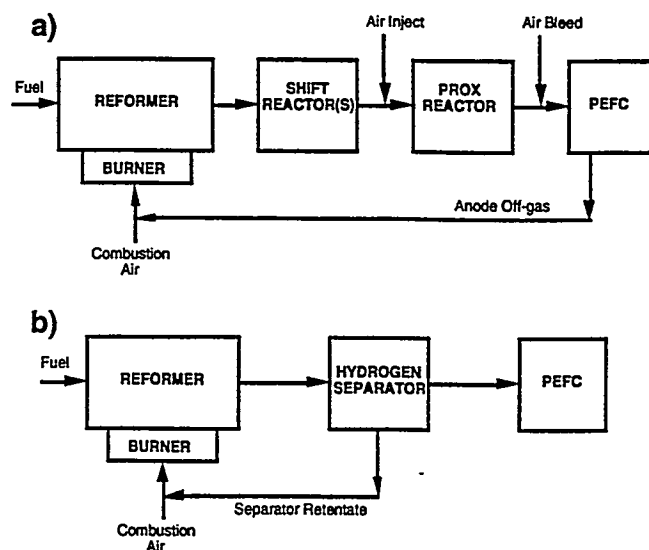 a)
Air Inject
Air Bleed
Fuel
REFORMER
SHIFT
REACTOR(S)
PROX
REACTOR
PEFC
BURNER
Anode Off-gas
Combustion
Air
b)
Fuel
REFORMER
HYDROGEN
SEPARATOR
PEFC
BURNER
Separator Retentate
Combustion
Air